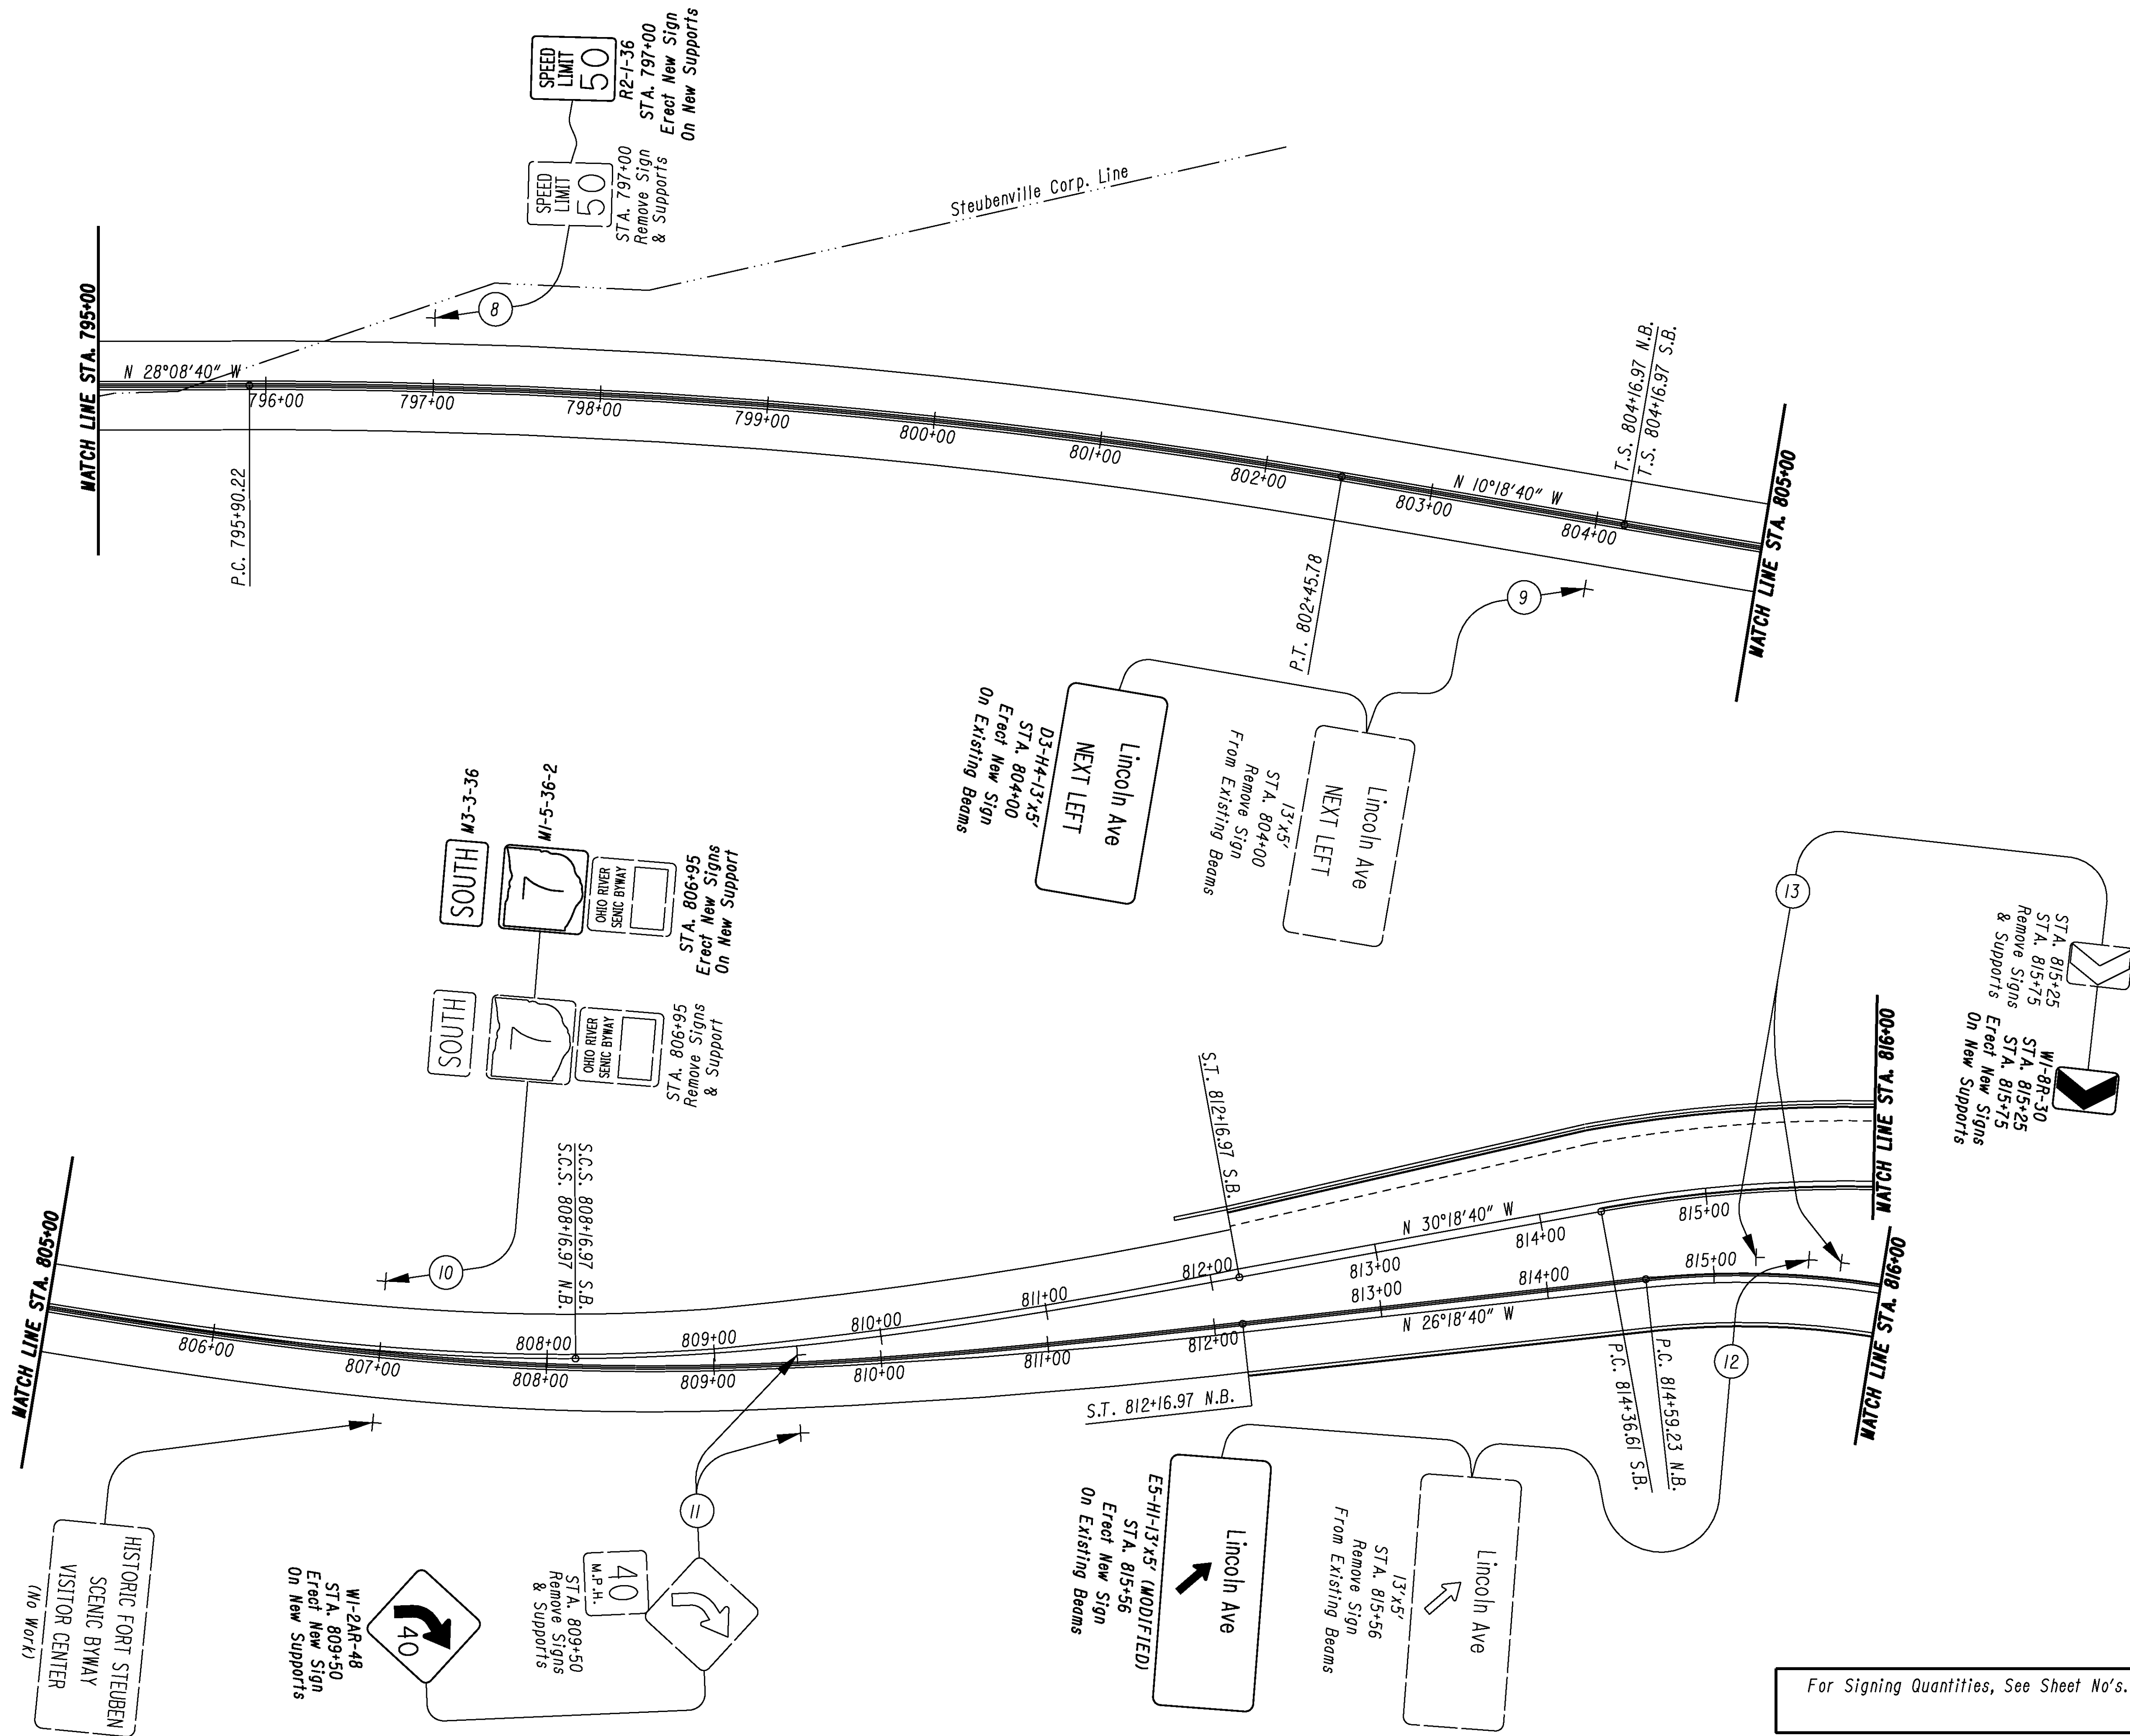 SPEED
LIMIT
50
R2-1-36
STA. 797+00
Erect New Sign
On New Supports
SPEED
LIMIT
50
STA. 797+00
Remove Sign
& Supports
Steubenville Corp. Line
8
MATCH LINE STA. 795+00
N 28°08'40" W
796+00
797+00
798+00
799+00
800+00
801+00
802+00
803+00
804+00
P.C. 795+90.22
P.T. 802+45.78
N 10°18'40" W
T.S. 804+16.97 N.B.
T.S. 804+16.97 S.B.
MATCH LINE STA. 805+00
9
Lincoln Ave
NEXT LEFT
D3-H4-13'x5'
STA. 804+00
Erect New Sign
On Existing Beams
Lincoln Ave
NEXT LEFT
13'x5'
STA. 804+00
Remove Sign
From Existing Beams
M3-3-36
SOUTH
M1-5-36-2
7
OHIO RIVER
SENIC BYWAY
STA. 806+95
Erect New Signs
On New Support
SOUTH
7
OHIO RIVER
SENIC BYWAY
STA. 806+95
Remove Signs
& Support
10
13
STA. 815+25
STA. 815+75
Remove Signs
& Supports
W1-8R-30
STA. 815+25
STA. 815+75
Erect New Signs
On New Supports
MATCH LINE STA. 805+00
S.C.S. 808+16.97 S.B.
S.C.S. 808+16.97 N.B.
S.T. 812+16.97 S.B.
806+00
807+00
808+00
809+00
810+00
811+00
812+00
813+00
814+00
815+00
N 30°18'40" W
808+00
809+00
810+00
811+00
812+00
813+00
814+00
815+00
N 26°18'40" W
MATCH LINE STA. 816+00
MATCH LINE STA. 816+00
S.T. 812+16.97 N.B.
P.C. 814+36.61 S.B.
P.C. 814+59.23 N.B.
12
11
HISTORIC FORT STEUBEN
SCENIC BYWAY
VISITOR CENTER
(No Work)
40
W1-2AR-48
STA. 809+50
Erect New Sign
On New Supports
40
M.P.H.
STA. 809+50
Remove Signs
& Supports
Lincoln Ave
E5-H1-13'x5' (MODIFIED)
STA. 815+56
Erect New Sign
On Existing Beams
Lincoln Ave
13'x5'
STA. 815+56
Remove Sign
From Existing Beams
For Signing Quantities, See Sheet No's.